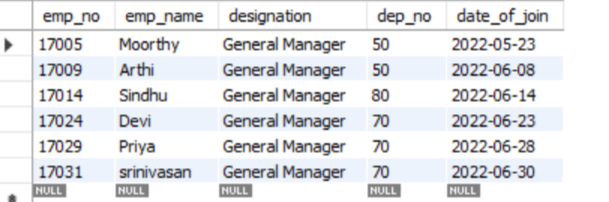 emp_no emp_name designation dep_no date_of_join
17005 Moorthy General Manager 50 2022-05-23
17009 Arthi General Manager 50 2022-06-08
17014 Sindhu General Manager 80 2022-06-14
17024 Devi General Manager 70 2022-06-23
17029 Priya General Manager 70 2022-06-28
17031 srinivasan General Manager 70 2022-06-30
NULL NULL NULL NULL NULL